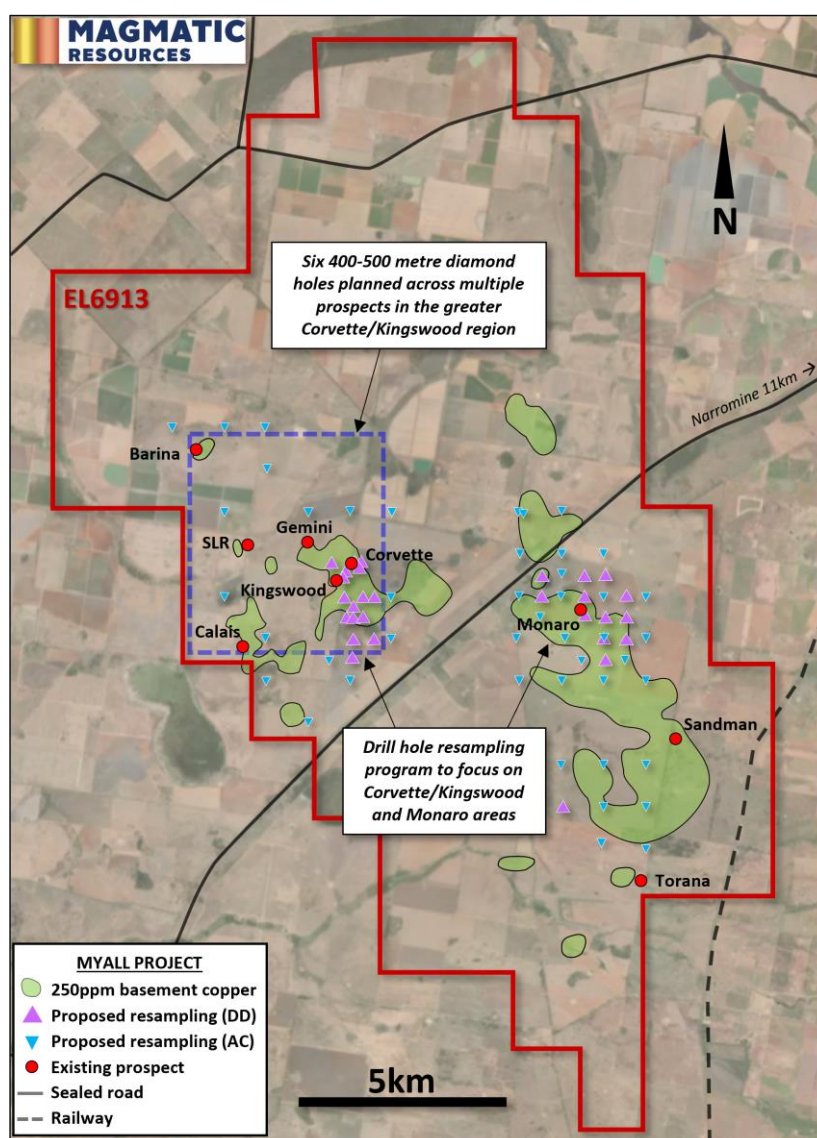 MAGMATIC
RESOURCES
N
Six 400-500 metre diamond
holes planned across multiple
prospects in the greater
Corvette/Kingswood region
EL6913
Narromine 11km →
Barina
Gemini
SLR
Corvette
Kingswood
Calais
Monaro
Sandman
Drill hole resampling
program to focus on
Corvette/Kingswood
and Monaro areas
Torana
MYALL PROJECT
250ppm basement copper
Proposed resampling (DD)
Proposed resampling (AC)
Existing prospect
Sealed road
Railway
5km